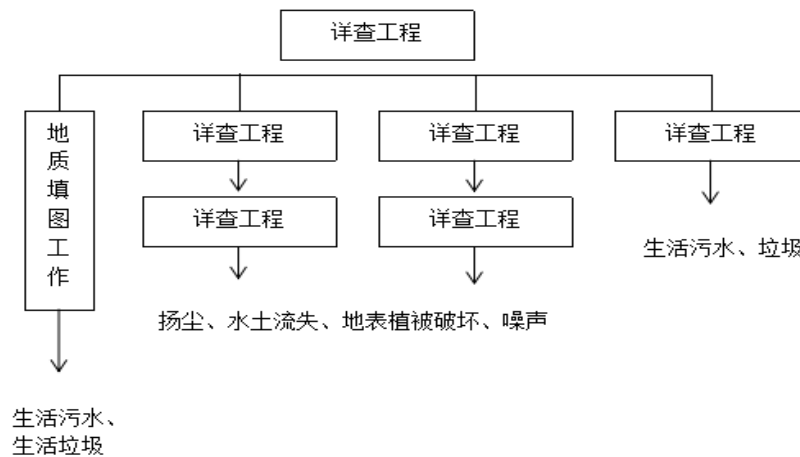 详查工程
地质填图工作
详查工程
详查工程
详查工程
详查工程
详查工程
生活污水、垃圾
扬尘、水土流失、地表植被破坏、噪声
生活污水、
生活垃圾